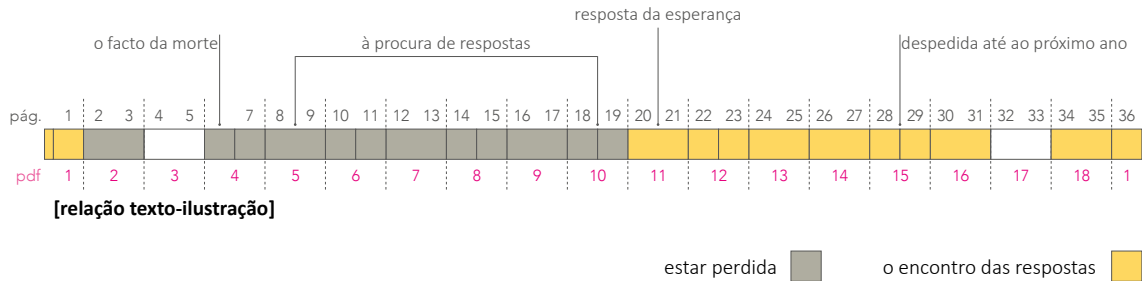 resposta da esperança
o facto da morte
à procura de respostas
despedida até ao próximo ano
pág. 1 2 3 4 5 7 8 9 10 11 12 13 14 15 16 17 18 19 20 21 22 23 24 25 26 27 28 29 30 31 32 33 34 35 36
pdf 1 2 3 4 5 6 7 8 9 10 11 12 13 14 15 16 17 18 1
[relação texto-ilustração]
estar perdida o encontro das respostas